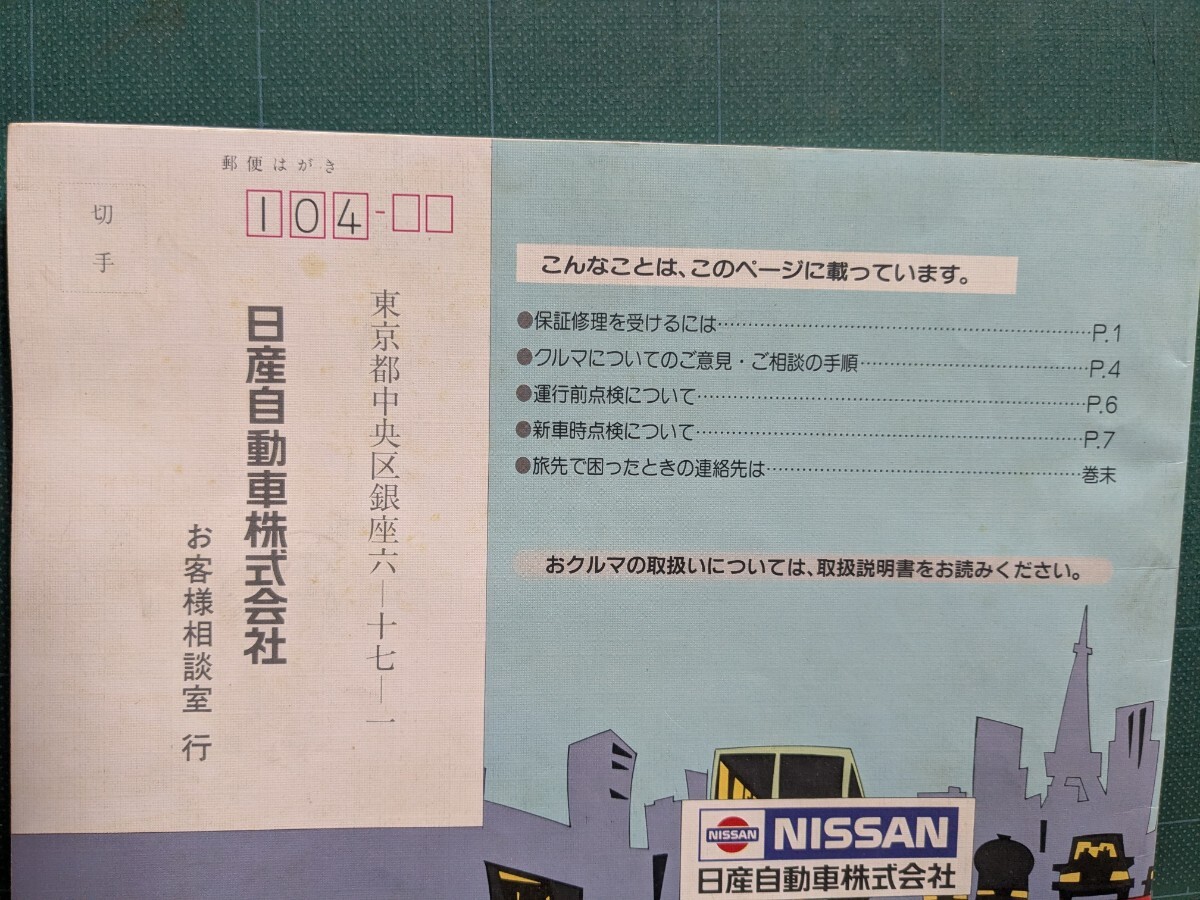 郵便はがき
切手
104-
東京都中央区銀座六—十七—一
日産自動車株式会社
お客様相談室 行
こんなことは、このページに載っています。
●保証修理を受けるには……P.1
●クルマについてのご意見・ご相談の手順……P.4
●運行前点検について……P.6
●新車時点検について……P.7
●旅先で困ったときの連絡先は……巻末
おクルマの取扱いについては、取扱説明書をお読みください。
NISSAN NISSAN
日産自動車株式会社